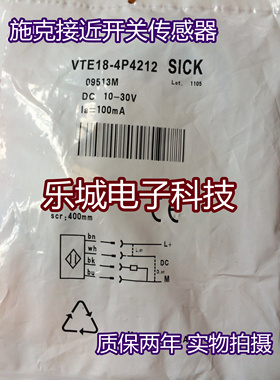 施克接近开关传感器
VTE18-4P4212 SICK
09513M Lot. 1105
DC 10-30V
Iₐ=100mA
乐城电子科技
scr:400mm CE
bn L+
wh
bk DC
bu M
质保两年 实物拍摄